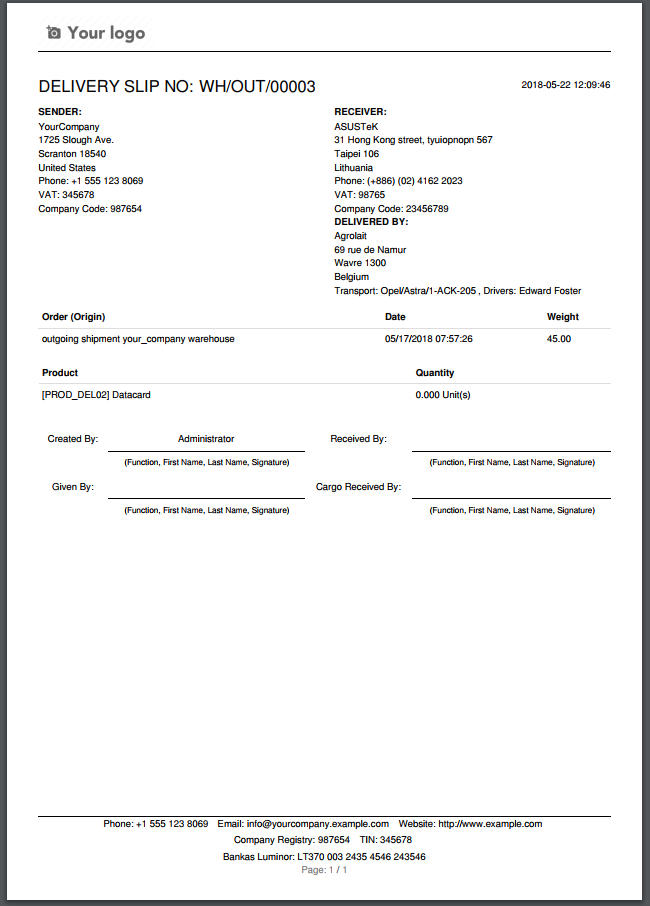 Your logo
DELIVERY SLIP NO: WH/OUT/00003
2018-05-22 12:09:46
SENDER:
YourCompany
1725 Slough Ave.
Scranton 18540
United States
Phone: +1 555 123 8069
VAT: 345678
Company Code: 987654
RECEIVER:
ASUSTeK
31 Hong Kong street, tyuiopnopn 567
Taipei 106
Lithuania
Phone: (+886) (02) 4162 2023
VAT: 98765
Company Code: 23456789
DELIVERED BY:
Agrolait
69 rue de Namur
Wavre 1300
Belgium
Transport: Opel/Astra/1-ACK-205 , Drivers: Edward Foster
Order (Origin) Date Weight
outgoing shipment your_company warehouse 05/17/2018 07:57:26 45.00
Product Quantity
[PROD_DEL02] Datacard 0.000 Unit(s)
Created By: Administrator Received By:
(Function, First Name, Last Name, Signature) (Function, First Name, Last Name, Signature)
Given By: Cargo Received By:
(Function, First Name, Last Name, Signature) (Function, First Name, Last Name, Signature)
Phone: +1 555 123 8069 Email: info@yourcompany.example.com Website: http://www.example.com
Company Registry: 987654 TIN: 345678
Bankas Luminor: LT370 003 2435 4546 243546
Page: 1 / 1